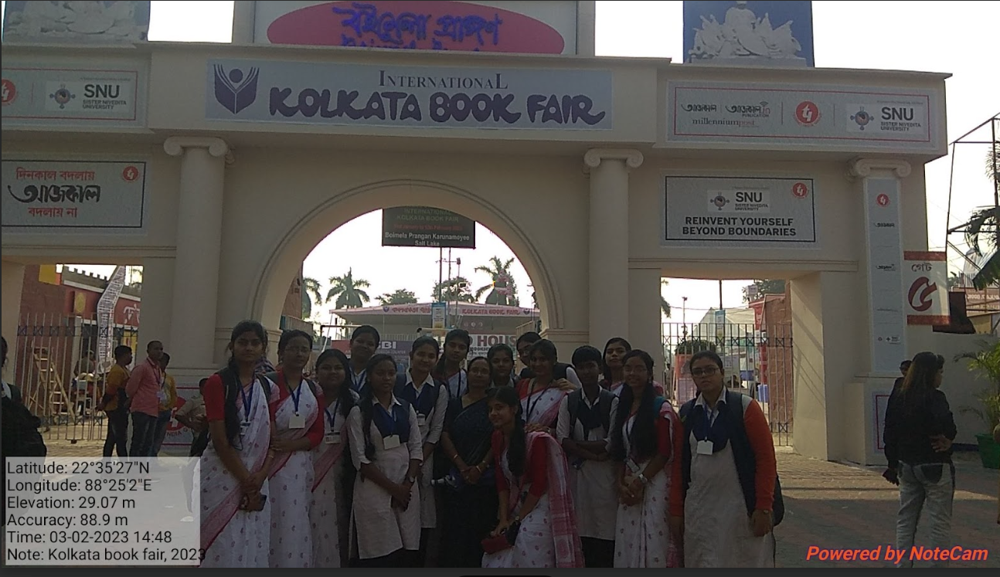 বইমেলা প্রাঙ্গণ
INTERNATIONAL
KOLKATA BOOK FAIR
SNU
SISTER NIVEDITA
UNIVERSITY
আজকাল
millenniumpost
SNU
SISTER NIVEDITA
UNIVERSITY
দিনকাল বদলায়
আজকাল
বদলায় না
SNU
SISTER NIVEDITA
UNIVERSITY
REINVENT YOURSELF
BEYOND BOUNDARIES
INTERNATIONAL
KOLKATA BOOK FAIR
Boimela Prangan Karunamoyee
Salt Lake
গেট
KOLKATA BOOK FAIR
Latitude: 22°35'27"N
Longitude: 88°25'2"E
Elevation: 29.07 m
Accuracy: 88.9 m
Time: 03-02-2023 14:48
Note: Kolkata book fair, 2023
Powered by NoteCam